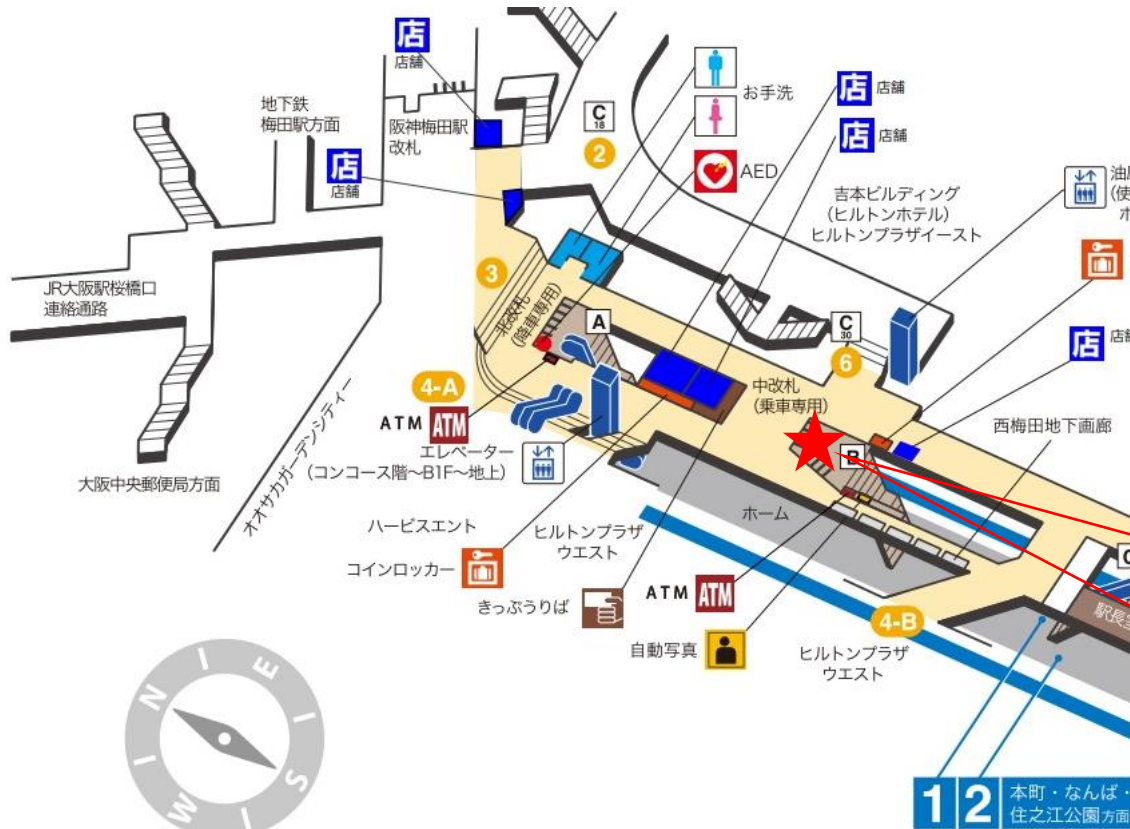 店
店舗
地下鉄
梅田駅方面
阪神梅田駅
改札
C
18
2
お手洗
AED
店
店舗
店
店舗
店
店舗
吉本ビルディング
(ヒルトンホテル)
ヒルトンプラザイースト
JR大阪駅桜橋口
連絡通路
3
北改札
(降車専用)
A
C
30
6
店
4-A
ATM ATM
エレベーター
(コンコース階〜B1F〜地上)
中改札
(乗車専用)
西梅田地下画廊
B
大阪中央郵便局方面
オオサカガーデンシティー
ハービスエント
ヒルトンプラザ
ウエスト
ホーム
コインロッカー
きっぷうりば
ATM ATM
自動写真
4-B
ヒルトンプラザ
ウエスト
駅長室
N
E
S
W
1 2 本町・なんば・
住之江公園方面